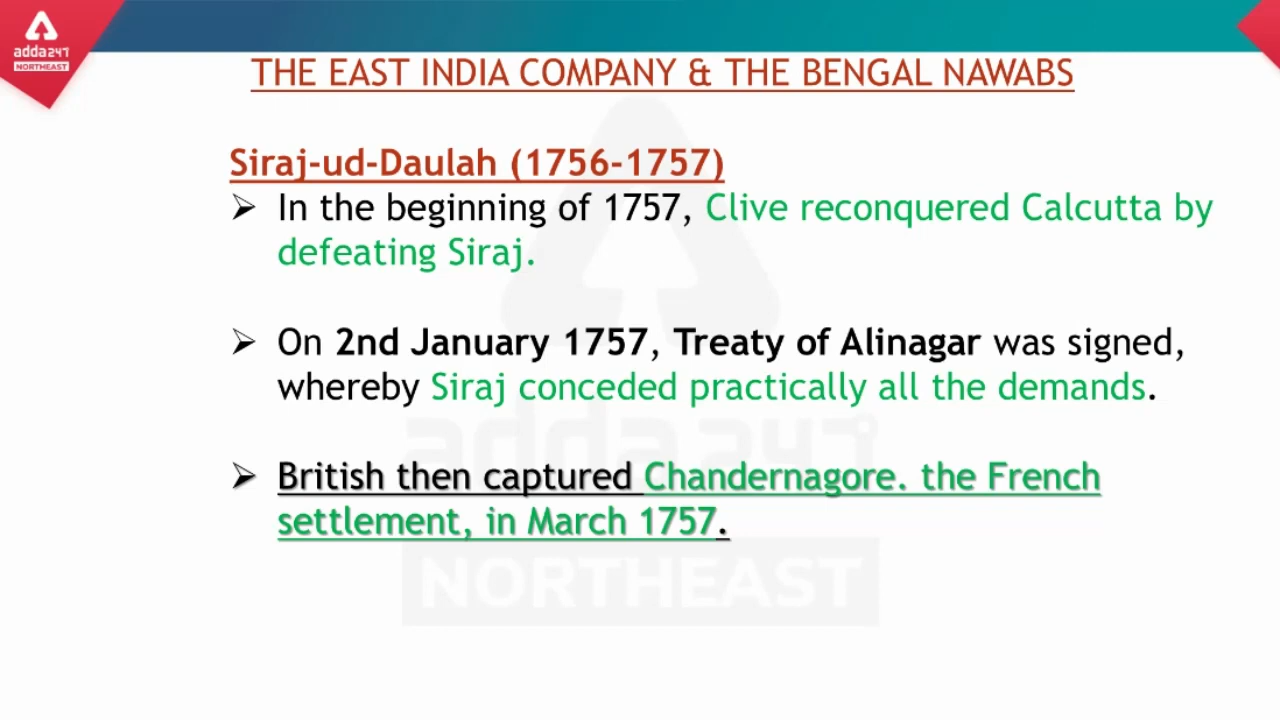 adda247
NORTHEAST
THE EAST INDIA COMPANY & THE BENGAL NAWABS
Siraj-ud-Daulah (1756-1757)
➢ In the beginning of 1757, Clive reconquered Calcutta by
defeating Siraj.
➢ On 2nd January 1757, Treaty of Alinagar was signed,
whereby Siraj conceded practically all the demands.
➢ British then captured Chandernagore. the French
settlement, in March 1757.
adda247
NORTHEAST